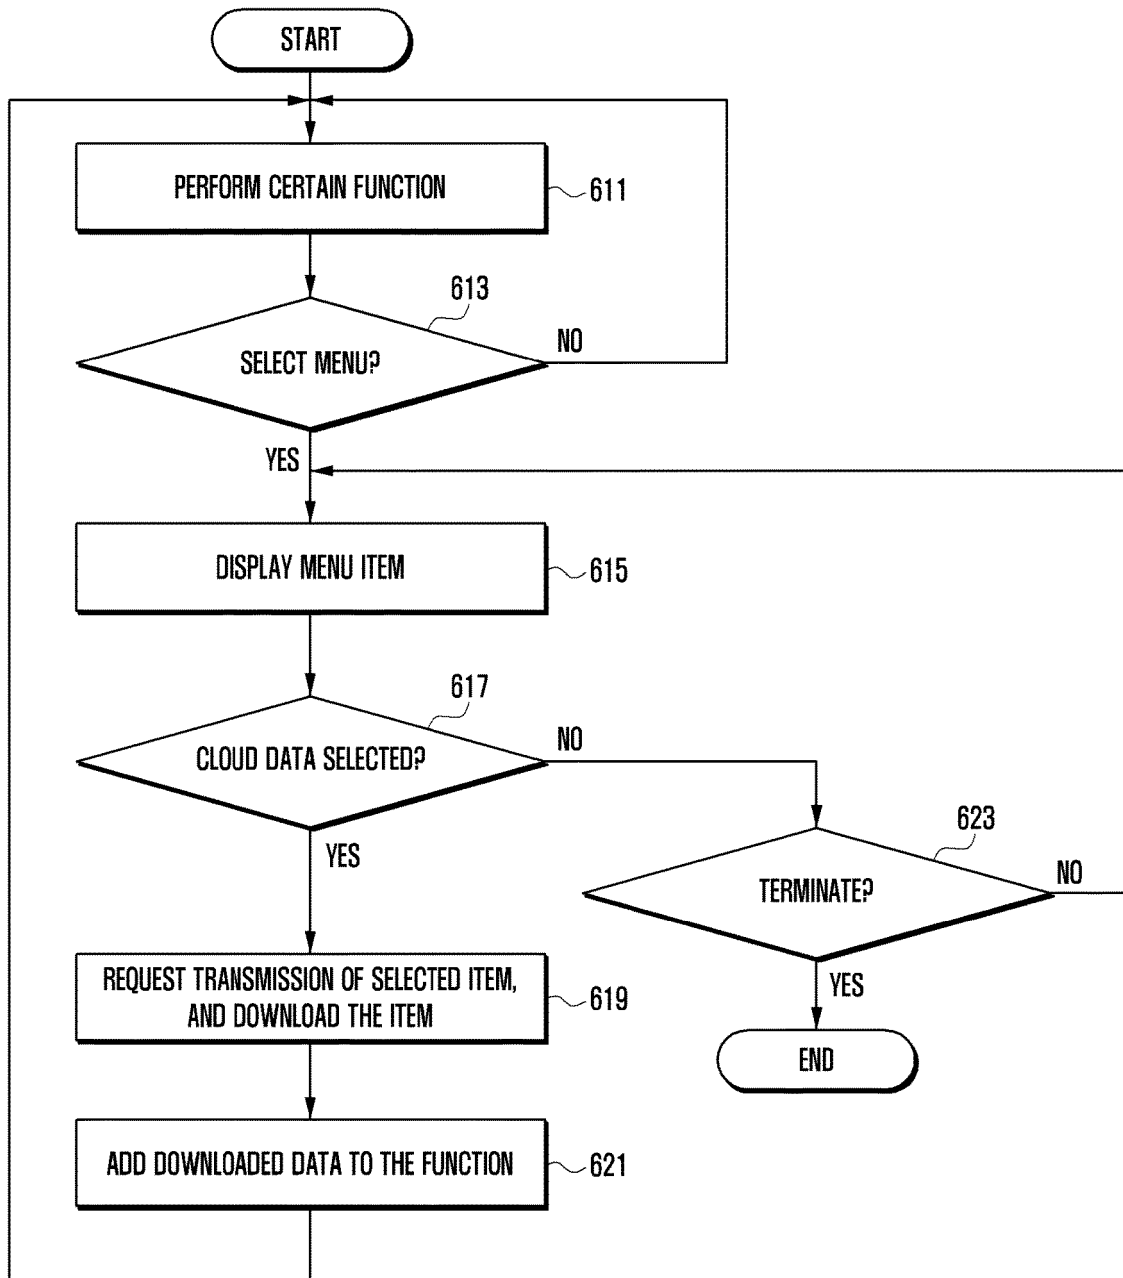 START
PERFORM CERTAIN FUNCTION
611
613
SELECT MENU?
NO
YES
DISPLAY MENU ITEM
615
617
CLOUD DATA SELECTED?
NO
YES
623
TERMINATE?
NO
YES
REQUEST TRANSMISSION OF SELECTED ITEM,
AND DOWNLOAD THE ITEM
619
END
ADD DOWNLOADED DATA TO THE FUNCTION
621